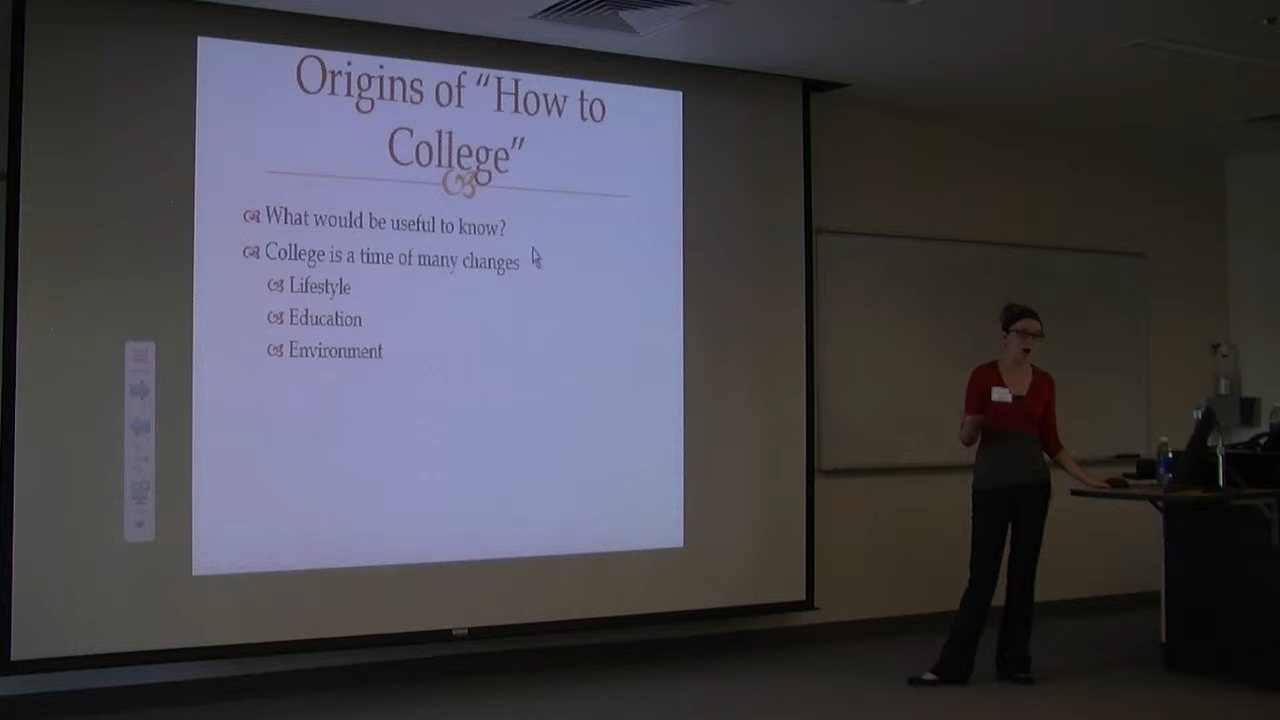 Origins of “How to
College”
What would be useful to know?
College is a time of many changes
Lifestyle
Education
Environment